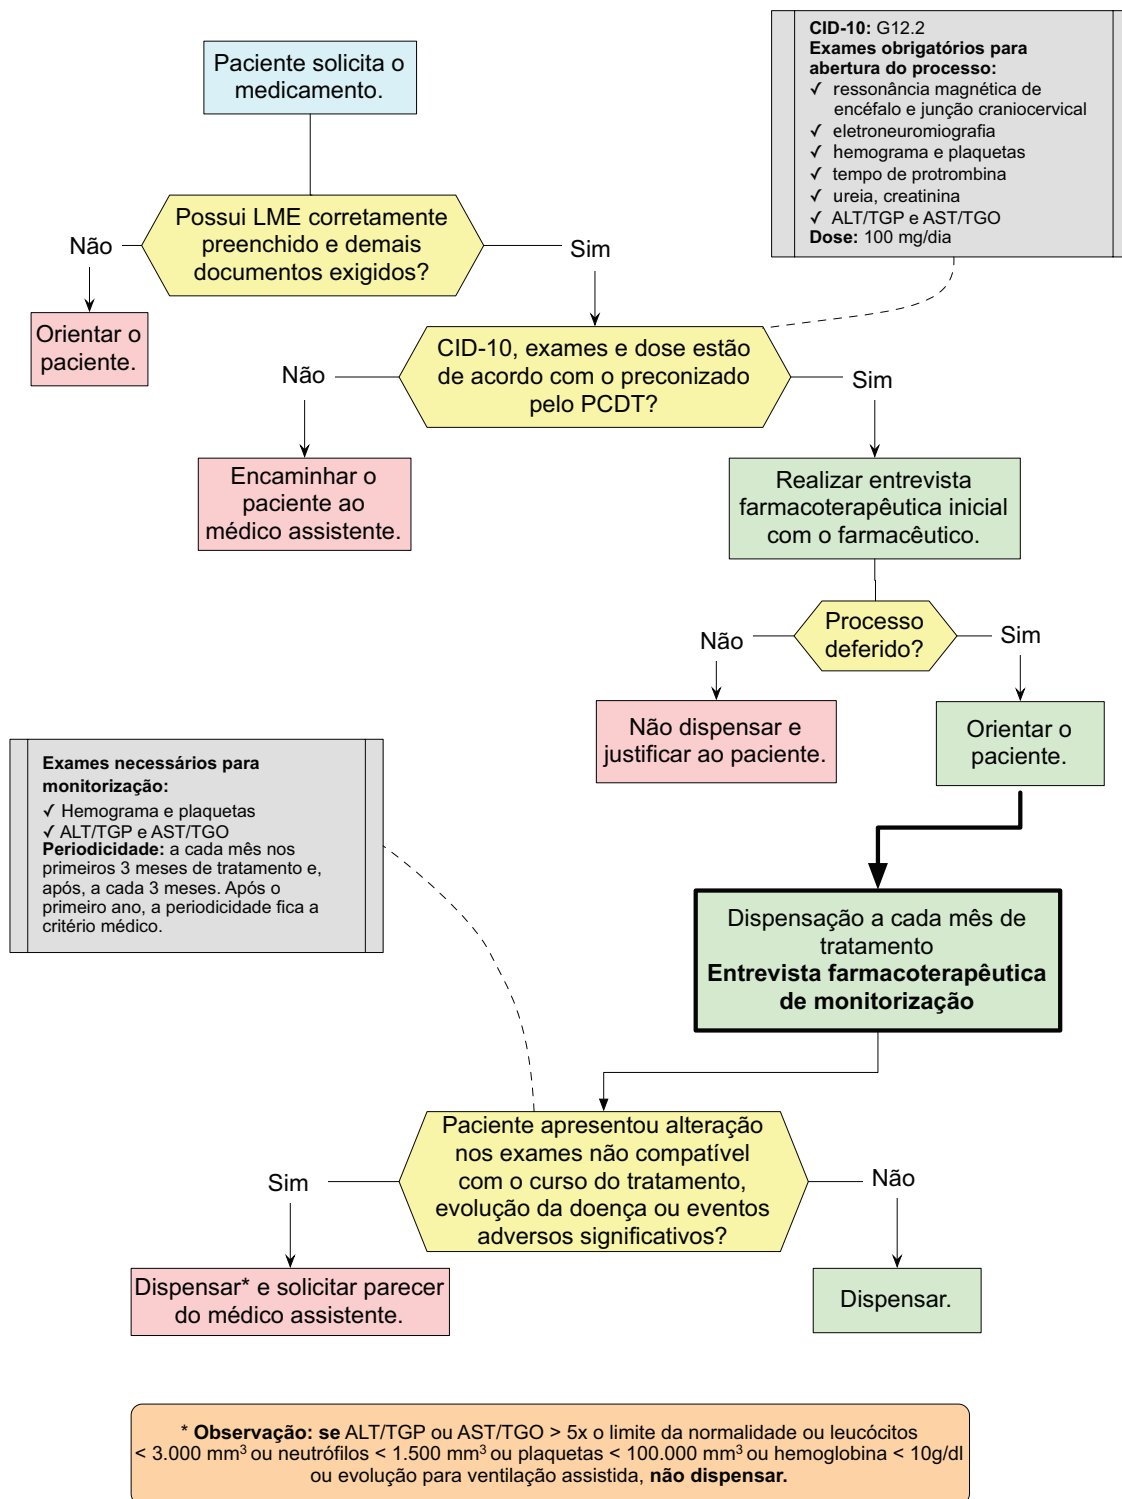 Paciente solicita o
medicamento.
CID-10: G12.2
Exames obrigatórios para
abertura do processo:
✓ ressonância magnética de
encéfalo e junção craniocervical
✓ eletroneuromiografia
✓ hemograma e plaquetas
✓ tempo de protrombina
✓ ureia, creatinina
✓ ALT/TGP e AST/TGO
Dose: 100 mg/dia
Possui LME corretamente
preenchido e demais
documentos exigidos?
Não
Sim
Orientar o
paciente.
CID-10, exames e dose estão
de acordo com o preconizado
pelo PCDT?
Não
Sim
Encaminhar o
paciente ao
médico assistente.
Realizar entrevista
farmacoterapêutica inicial
com o farmacêutico.
Processo
deferido?
Não
Sim
Não dispensar e
justificar ao paciente.
Orientar o
paciente.
Exames necessários para
monitorização:
✓ Hemograma e plaquetas
✓ ALT/TGP e AST/TGO
Periodicidade: a cada mês nos
primeiros 3 meses de tratamento e,
após, a cada 3 meses. Após o
primeiro ano, a periodicidade fica a
critério médico.
Dispensação a cada mês de
tratamento
Entrevista farmacoterapêutica
de monitorização
Paciente apresentou alteração
nos exames não compatível
com o curso do tratamento,
evolução da doença ou eventos
adversos significativos?
Sim
Não
Dispensar* e solicitar parecer
do médico assistente.
Dispensar.
* Observação: se ALT/TGP ou AST/TGO > 5x o limite da normalidade ou leucócitos
< 3.000 mm³ ou neutrófilos < 1.500 mm³ ou plaquetas < 100.000 mm³ ou hemoglobina < 10g/dl
ou evolução para ventilação assistida, não dispensar.